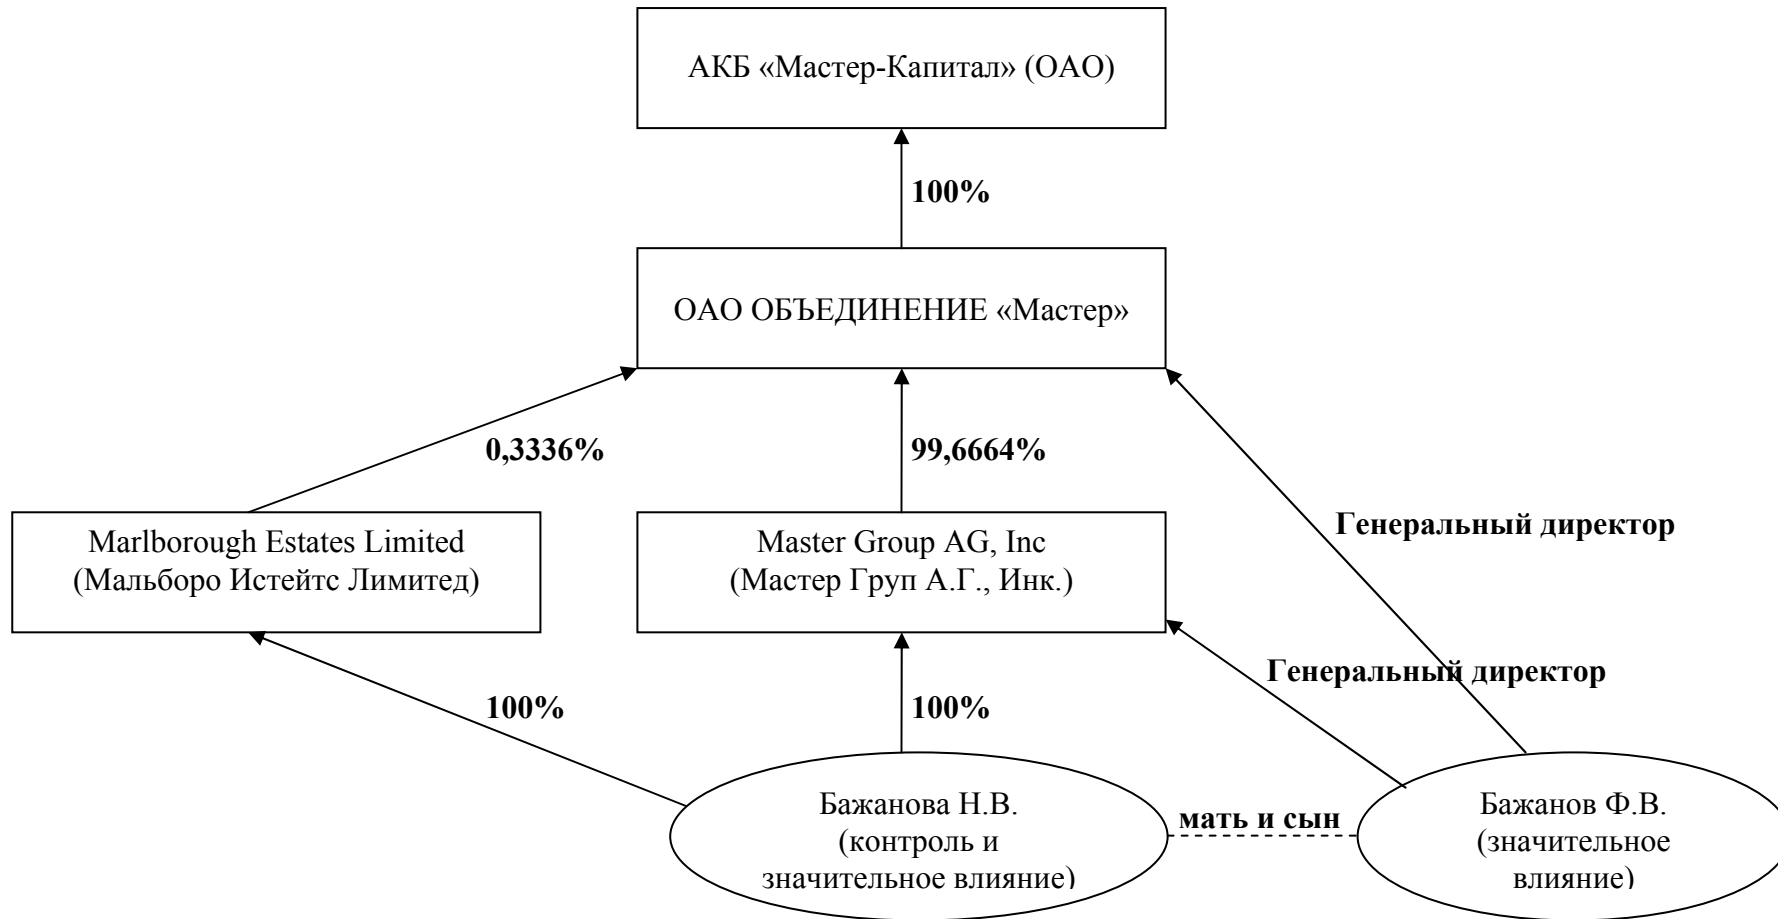 АКБ «Мастер-Капитал» (ОАО)
100%
ОАО ОБЪЕДИНЕНИЕ «Мастер»
0,3336%
99,6664%
Генеральный директор
Marlborough Estates Limited
(Мальборо Истейтс Лимитед)
Master Group AG, Inc
(Мастер Груп А.Г., Инк.)
Генеральный директор
100%
100%
Бажанова Н.В.
(контроль и
значительное влияние)
мать и сын
Бажанов Ф.В.
(значительное
влияние)